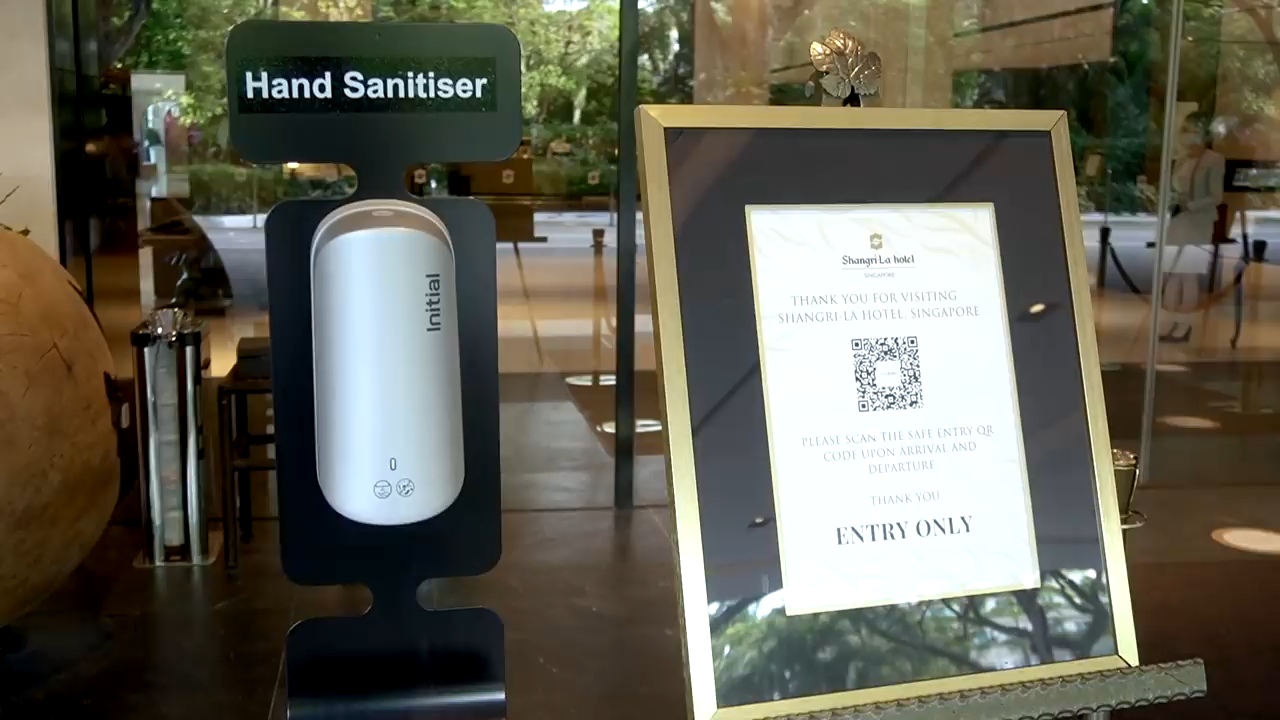 Hand Sanitiser
Initial
Shangri-La hotel
SINGAPORE
THANK YOU FOR VISITING
SHANGRI-LA HOTEL, SINGAPORE
PLEASE SCAN THE SAFE ENTRY QR
CODE UPON ARRIVAL AND
DEPARTURE
THANK YOU
ENTRY ONLY